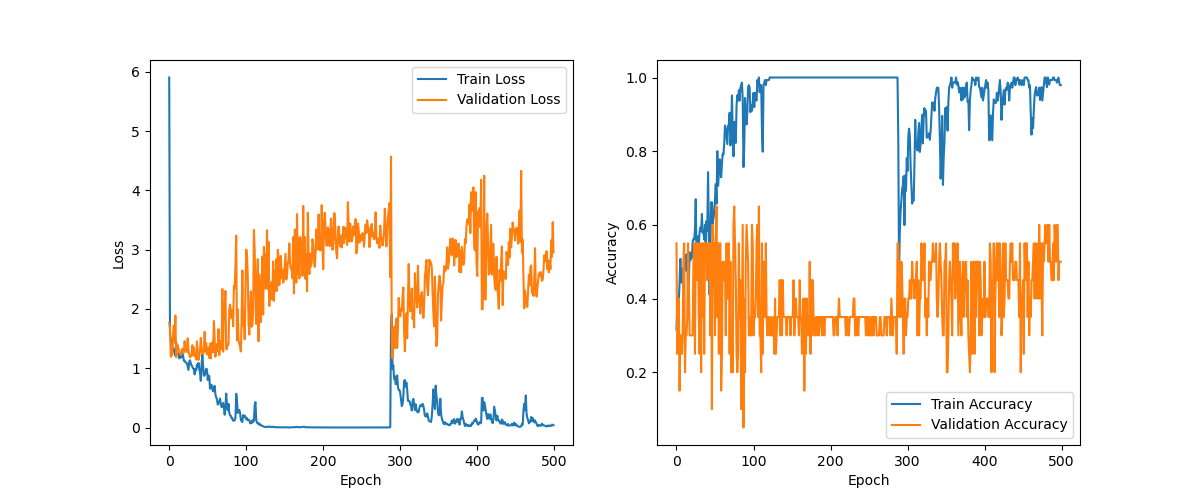 Train Loss
Validation Loss
6
5
4
3
2
1
0
Loss
0 100 200 300 400 500
Epoch
1.0
0.8
0.6
0.4
0.2
Accuracy
Train Accuracy
Validation Accuracy
0 100 200 300 400 500
Epoch